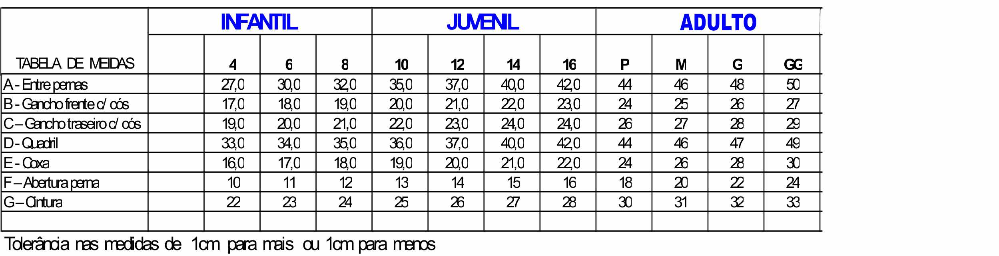 INFANTIL JUVENIL ADULTO
TABELA DE MEIDAS 4 6 8 10 12 14 16 P M G GG
A - Entre pernas 27,0 30,0 32,0 35,0 37,0 40,0 42,0 44 46 48 50
B - Gancho frente c/ cós 17,0 18,0 19,0 20,0 21,0 22,0 23,0 24 25 26 27
C – Gancho traseiro c/ cós 19,0 20,0 21,0 22,0 23,0 24,0 24,0 26 27 28 29
D - Quadril 33,0 34,0 35,0 36,0 37,0 40,0 42,0 44 46 47 49
E - Coxa 16,0 17,0 18,0 19,0 20,0 21,0 22,0 24 26 28 30
F – Abertura perna 10 11 12 13 14 15 16 18 20 22 24
G – Cintura 22 23 24 25 26 27 28 30 31 32 33
Tolerância nas medidas de 1cm para mais ou 1cm para menos